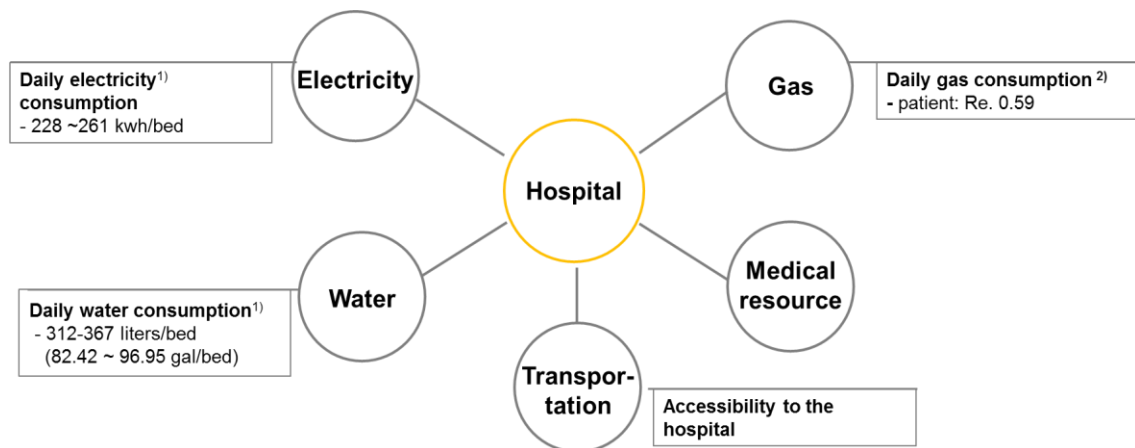 Electricity
Daily electricity1)
consumption
- 228 ~261 kwh/bed
Gas
Daily gas consumption 2)
- patient: Re. 0.59
Hospital
Water
Daily water consumption1)
- 312-367 liters/bed
(82.42 ~ 96.95 gal/bed)
Medical
resource
Transpor-
tation
Accessibility to the
hospital